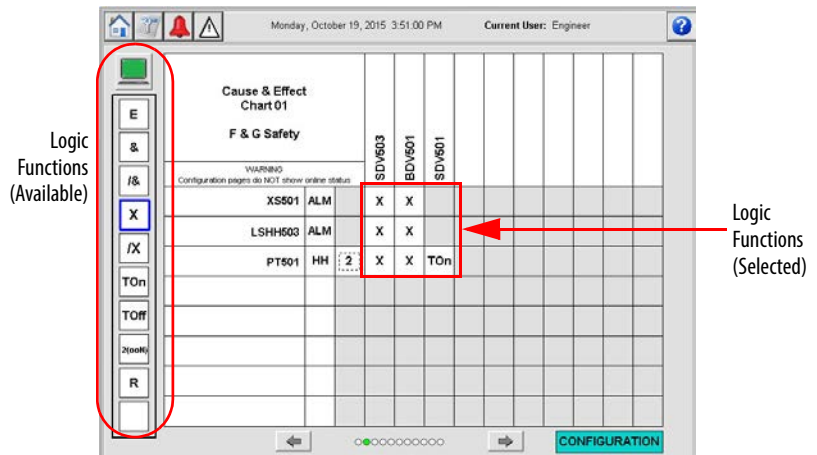 Monday, October 19, 2015 3:51:00 PM
Current User: Engineer
?
Logic
Functions
(Available)
E
&
/&
X
/X
TOn
TOff
2(ooN)
R
Cause & Effect
Chart 01
F & G Safety
WARNING
Configuration pages do NOT show online status
SDV503
BDV501
SDV501
XS501 ALM X X
LSHH503 ALM X X
PT501 HH 2 X X TOn
Logic
Functions
(Selected)
CONFIGURATION